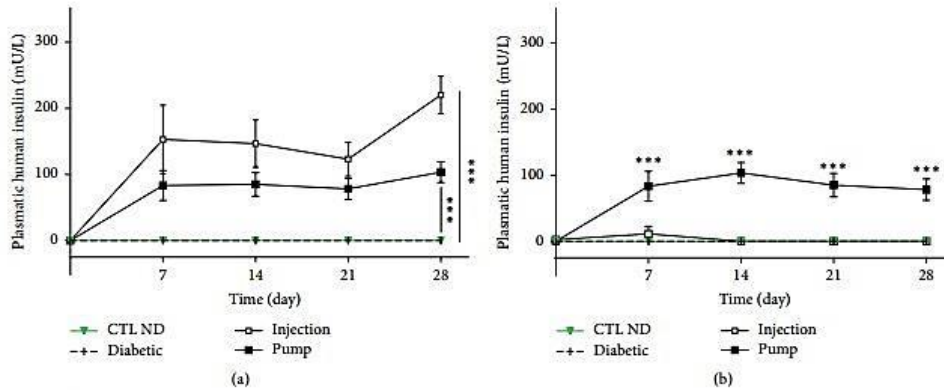 Plasmatic human insulin (mU/L)
300
200
100
0
7
14
21
28
Time (day)
***
***
CTL ND
Diabetic
Injection
Pump
(a)
Plasmatic human insulin (mU/L)
300
200
100
0
***
***
***
***
7
14
21
28
Time (day)
CTL ND
Diabetic
Injection
Pump
(b)